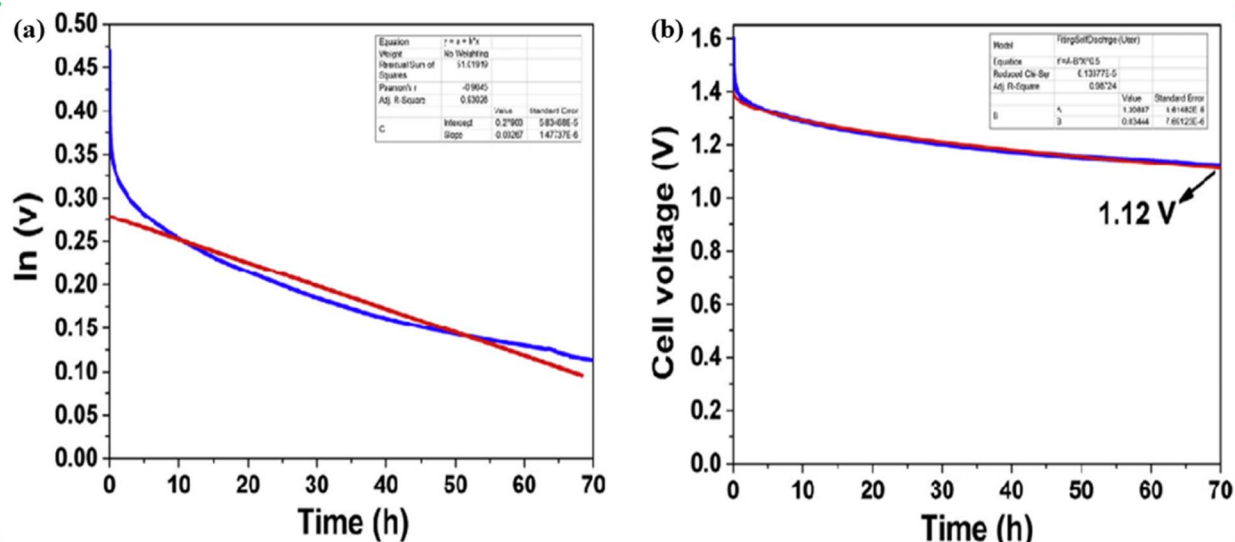 (a)
0.50
0.45
0.40
0.35
0.30
0.25
0.20
0.15
0.10
0.05
0.00
0 10 20 30 40 50 60 70
ln (v)
Time (h)
Equation y = a + b*x
Weight No Weighting
Residual Sum of Squares
Pearson's r
Adj. R-Square
Value Standard Error
C Intercept
Slope
(b)
1.6
1.4
1.2
1.0
0.8
0.6
0.4
0.2
0.0
0 10 20 30 40 50 60 70
Cell voltage (V)
Time (h)
1.12 V
Model
Equation
Adj. R-Square
Value Standard Error
B A
B